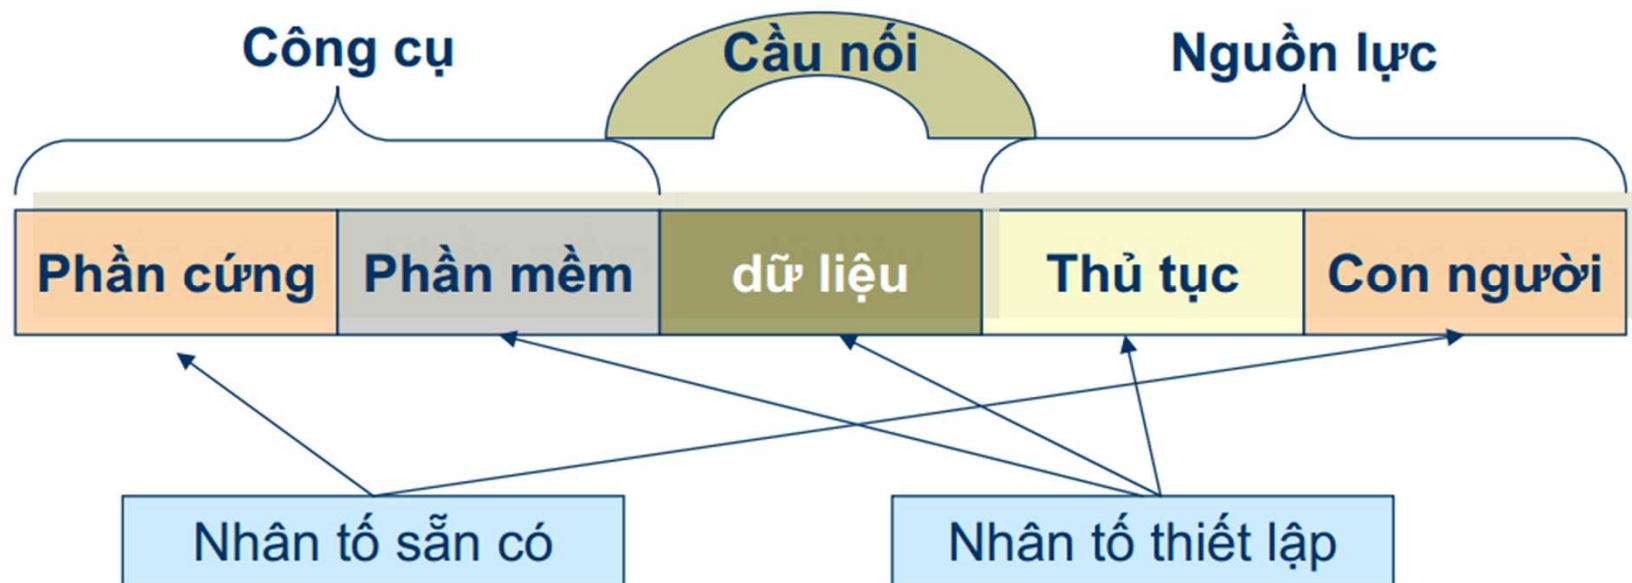 Công cụ
Cầu nối
Nguồn lực
Phần cứng
Phần mềm
dữ liệu
Thủ tục
Con người
Nhân tố sẵn có
Nhân tố thiết lập